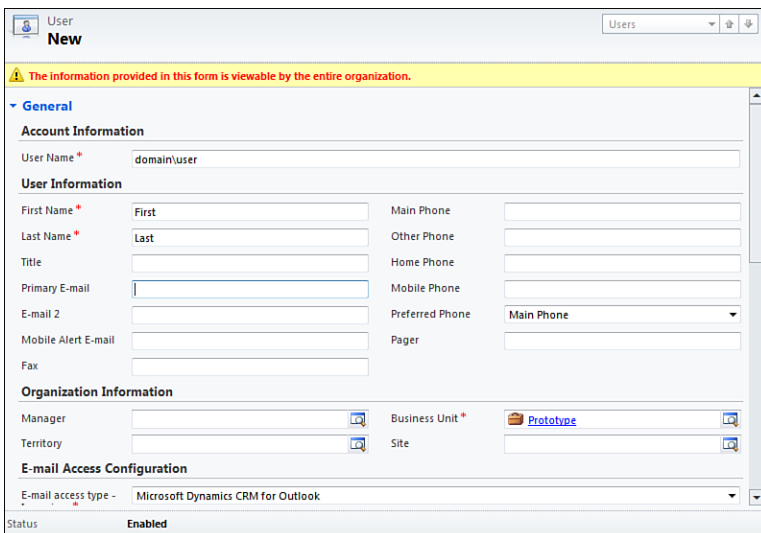 User
New
Users
The information provided in this form is viewable by the entire organization.
General
Account Information
User Name * domain\user
User Information
First Name * First Main Phone
Last Name * Last Other Phone
Title Home Phone
Primary E-mail Mobile Phone
E-mail 2 Preferred Phone Main Phone
Mobile Alert E-mail Pager
Fax
Organization Information
Manager Business Unit * Prototype
Territory Site
E-mail Access Configuration
E-mail access type - Microsoft Dynamics CRM for Outlook
Status Enabled